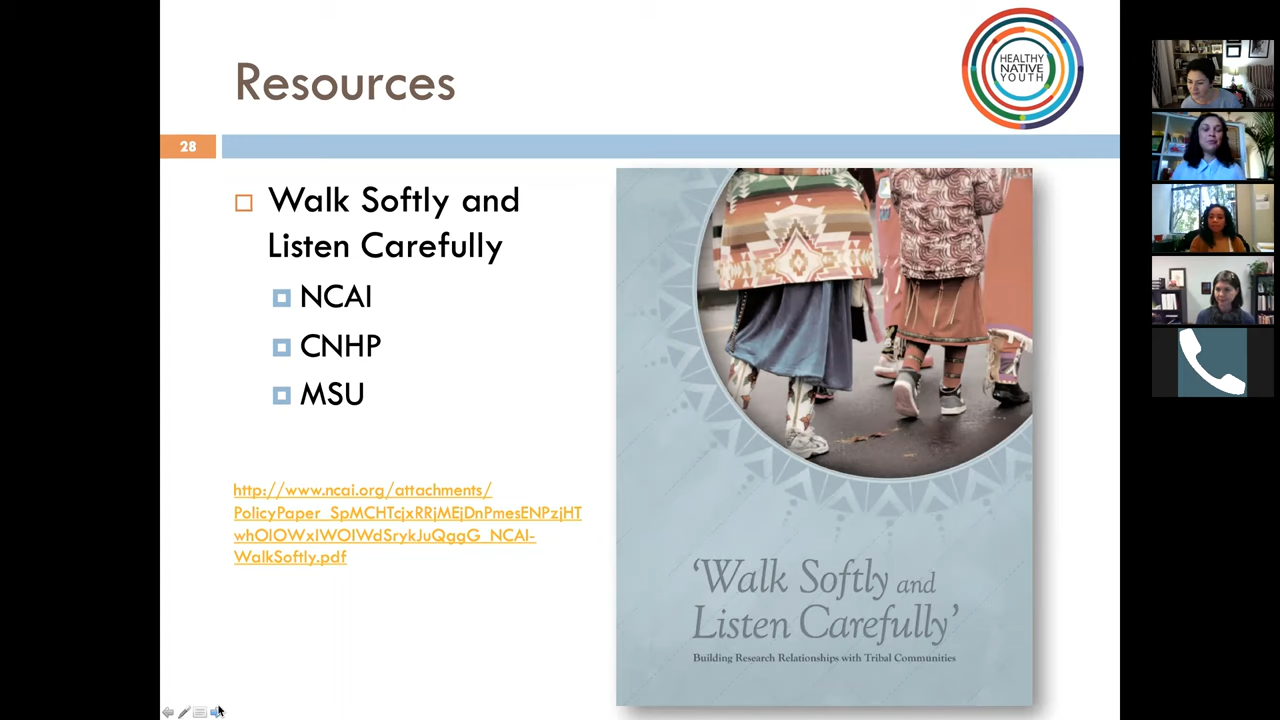 Resources
HEALTHY
NATIVE
YOUTH
28
Walk Softly and
Listen Carefully
NCAI
CNHP
MSU
http://www.ncai.org/attachments/
PolicyPaper_SpMCHTcjxRRjMEjDnPmesENPzjHT
whOIOWxlWOIWdSrykJuQggG_NCAI-
WalkSoftly.pdf
'Walk Softly and
Listen Carefully'
Building Research Relationships with Tribal Communities